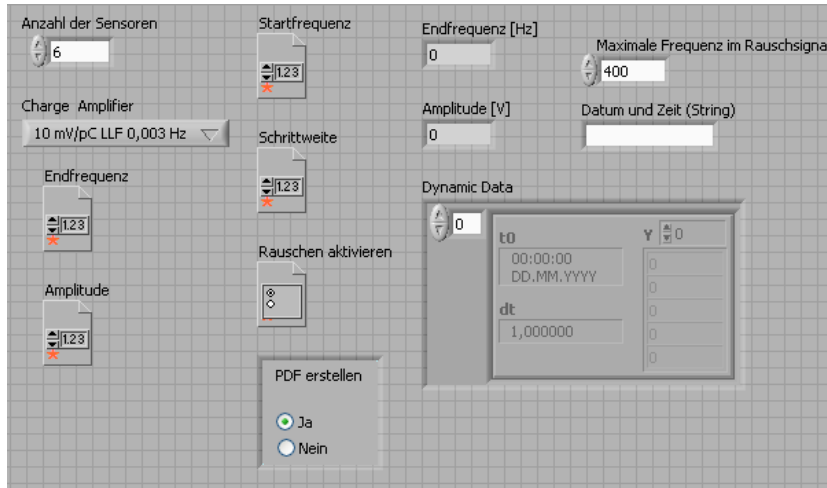 Anzahl der Sensoren
6
Charge Amplifier
10 mV/pC LLF 0,003 Hz
Endfrequenz
1.23
Amplitude
1.23
Startfrequenz
1.23
Schrittweite
1.23
Rauschen aktivieren
PDF erstellen
Ja
Nein
Endfrequenz [Hz]
0
Maximale Frequenz im Rauschsigna
400
Amplitude [V]
0
Datum und Zeit (String)
Dynamic Data
0
t0
00:00:00
DD.MM.YYYY
dt
1,000000
Y
0
0
0
0
0
0